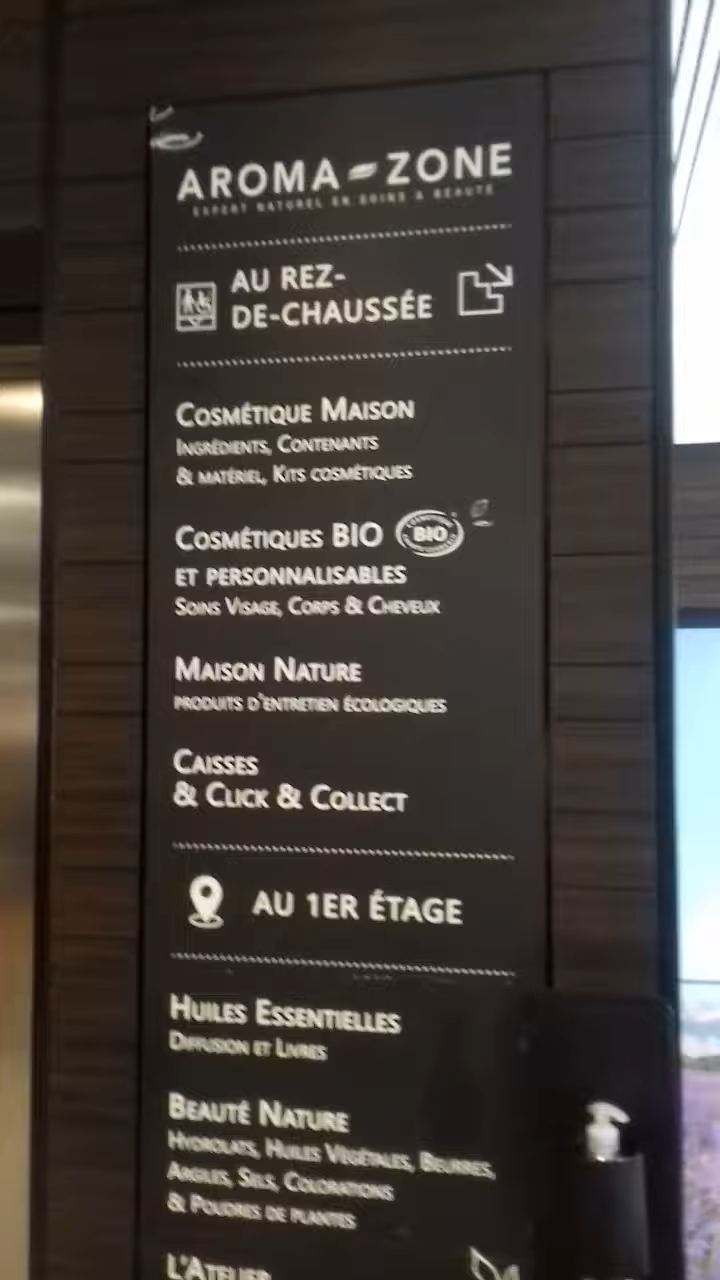 AROMA-ZONE
EXPERT NATUREL EN SOINS & BEAUTÉ
AU REZ-
DE-CHAUSSÉE
COSMÉTIQUE MAISON
INGRÉDIENTS, CONTENANTS
& MATÉRIEL, KITS COSMÉTIQUES
COSMÉTIQUES BIO
BIO
ET PERSONNALISABLES
SOINS VISAGE, CORPS & CHEVEUX
MAISON NATURE
PRODUITS D'ENTRETIEN ÉCOLOGIQUES
CAISSES
& CLICK & COLLECT
AU 1ER ÉTAGE
HUILES ESSENTIELLES
DIFFUSION ET LIVRES
BEAUTÉ NATURE
HYDROLATS, HUILES VÉGÉTALES, BEURRES,
ARGILES, SELS, COLORATIONS
& POUDRES DE PLANTES
L'ATELIER